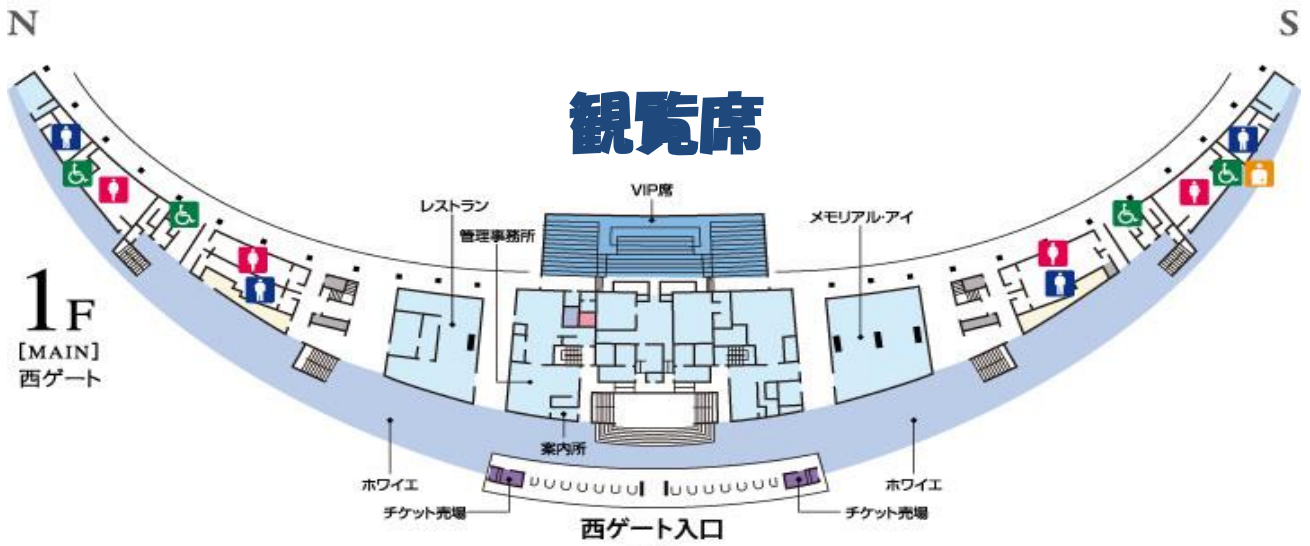 N
S
観覧席
VIP席
レストラン
メモリアル・アイ
管理事務所
1F
[MAIN]
西ゲート
案内所
ホワイエ
ホワイエ
チケット売場
チケット売場
西ゲート入口